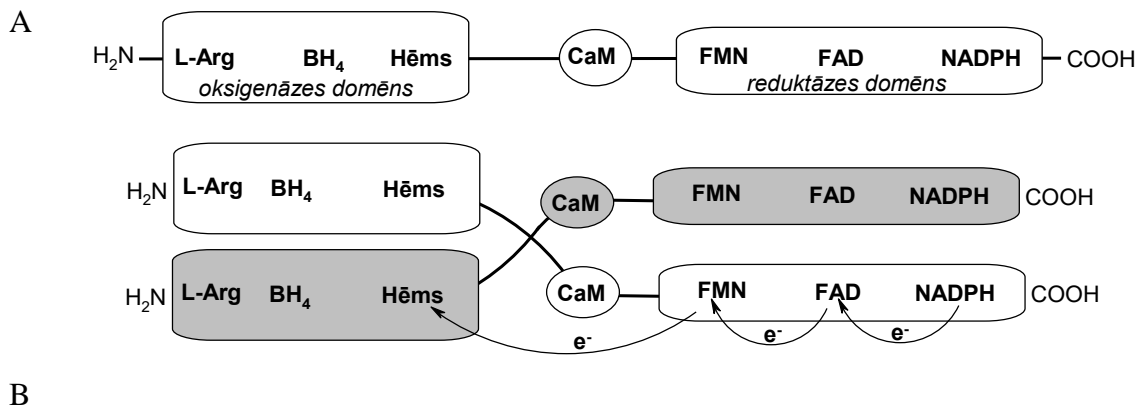 A
H₂N L-Arg BH₄ Hēms CaM FMN FAD NADPH COOH
oksigenāzes domēns reduktāzes domēns
H₂N L-Arg BH₄ Hēms CaM FMN FAD NADPH COOH
H₂N L-Arg BH₄ Hēms CaM FMN FAD NADPH COOH
e⁻ e⁻ e⁻
B